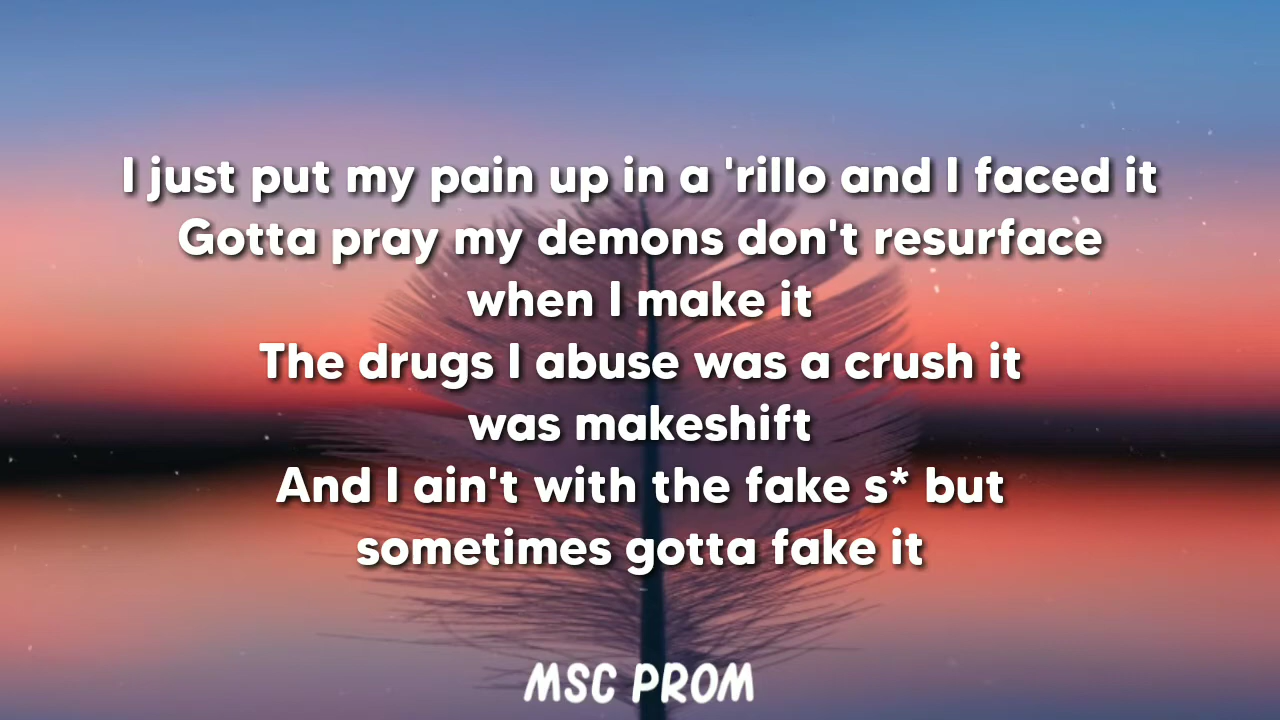 I just put my pain up in a 'rillo and I faced it
Gotta pray my demons don't resurface
when I make it
The drugs I abuse was a crush it
was makeshift
And I ain't with the fake s* but
sometimes gotta fake it
MSC PROM